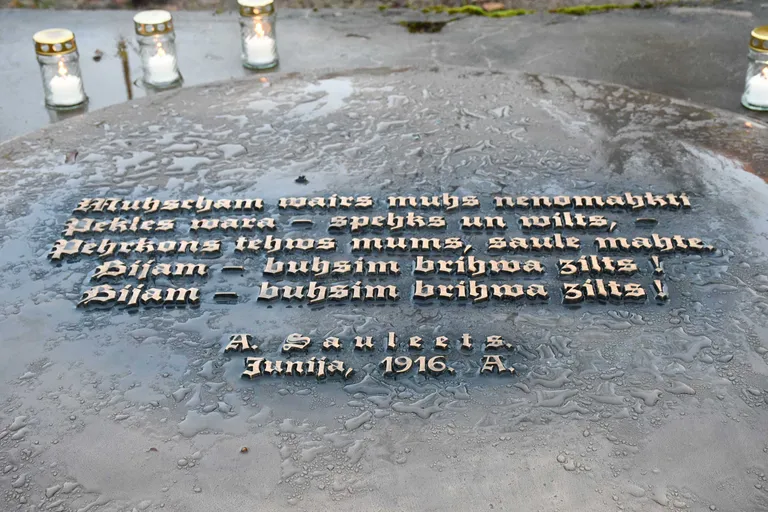 Muhscham wairs muhs nenomahkti
Pekles wara – spehks un wilts, –
Pehrkons tehws mums, saule mahte.
Bijam – buhsim brihwa zilts !
Bijam – buhsim brihwa zilts !
A. Sauleets.
Junija, 1916. A.